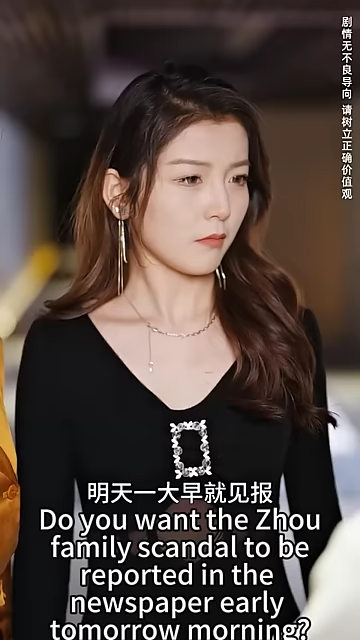 剧情无不良导向 请树立正确价值观
明天一大早就见报
Do you want the Zhou
family scandal to be
reported in the
newspaper early
tomorrow morning?